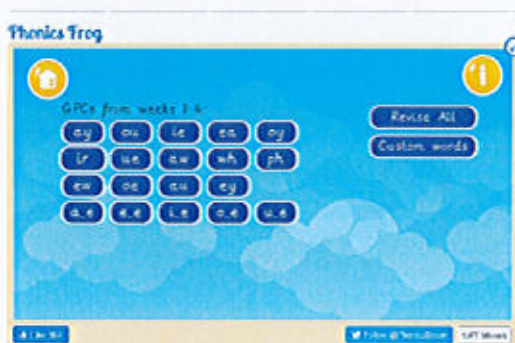 Phonics Frog
GPCs from weeks 1-4
Revise All
ay ou ie ea oy
Custom words
ir ue aw wh ph
ew oe au ey
a_e e_e i_e o_e u_e
Follow